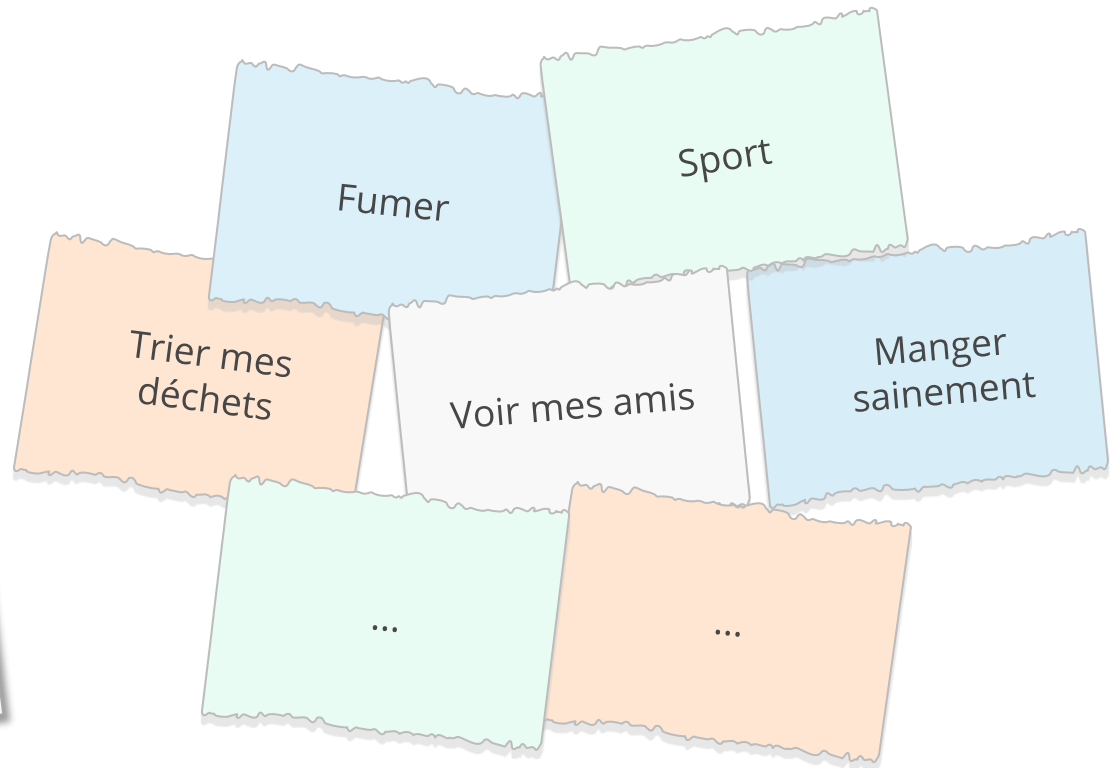 Fumer
Sport
Trier mes
déchets
Voir mes amis
Manger
sainement
...
...